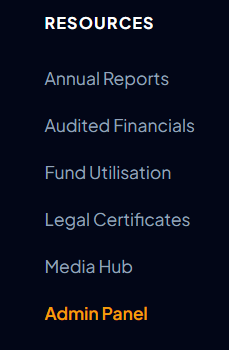 RESOURCES
Annual Reports
Audited Financials
Fund Utilisation
Legal Certificates
Media Hub
Admin Panel